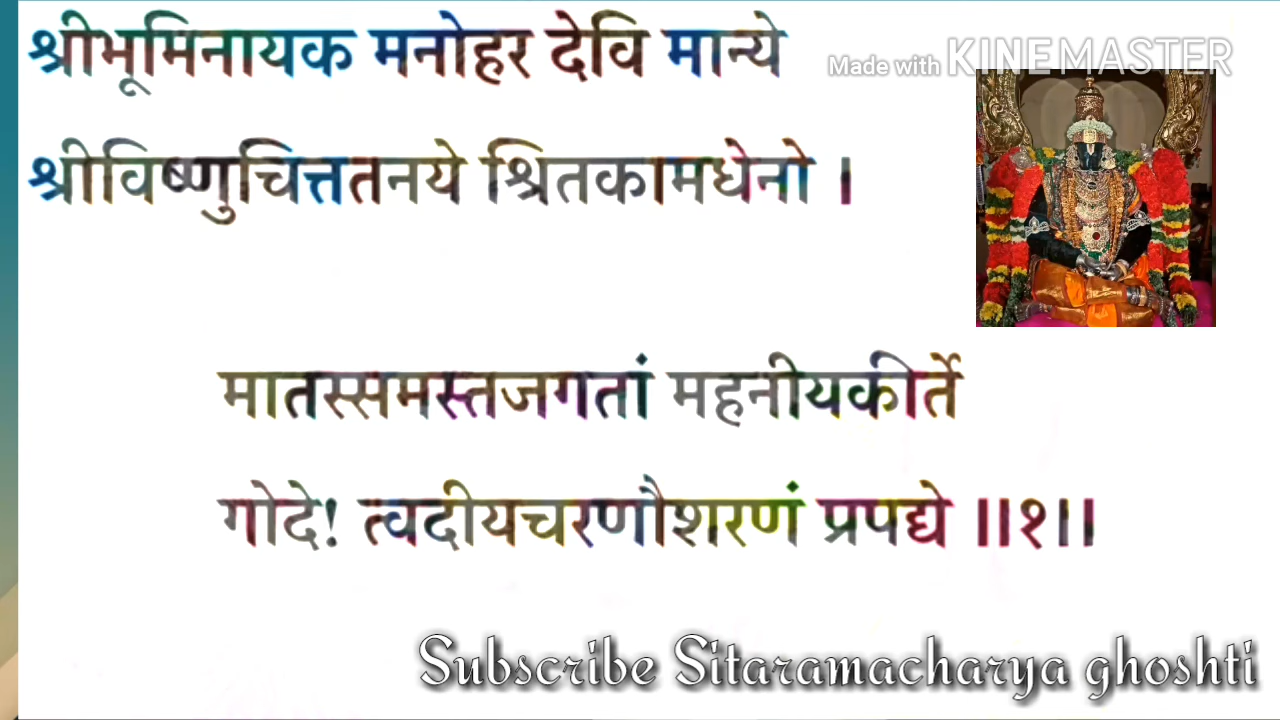 श्रीभूमिनायक मनोहर देवि मान्ये
Made with KINEMASTER
श्रीविष्णुचित्ततनये श्रितकामधेनो ।
मातस्समस्तजगतां महनीयकीर्ते
गोदे! त्वदीयचरणौशरणं प्रपद्ये ॥१॥
Subscribe Sitaramacharya ghoshti